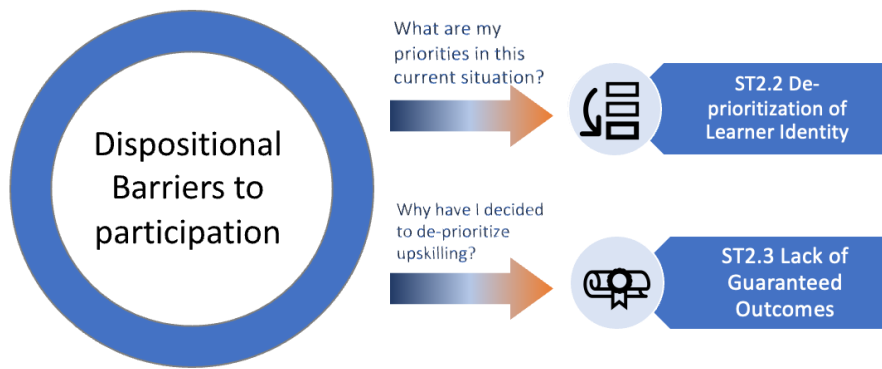 Dispositional
Barriers to
participation
What are my
priorities in this
current situation?
ST2.2 De-
prioritization of
Learner Identity
Why have I decided
to de-prioritize
upskilling?
ST2.3 Lack of
Guaranteed
Outcomes